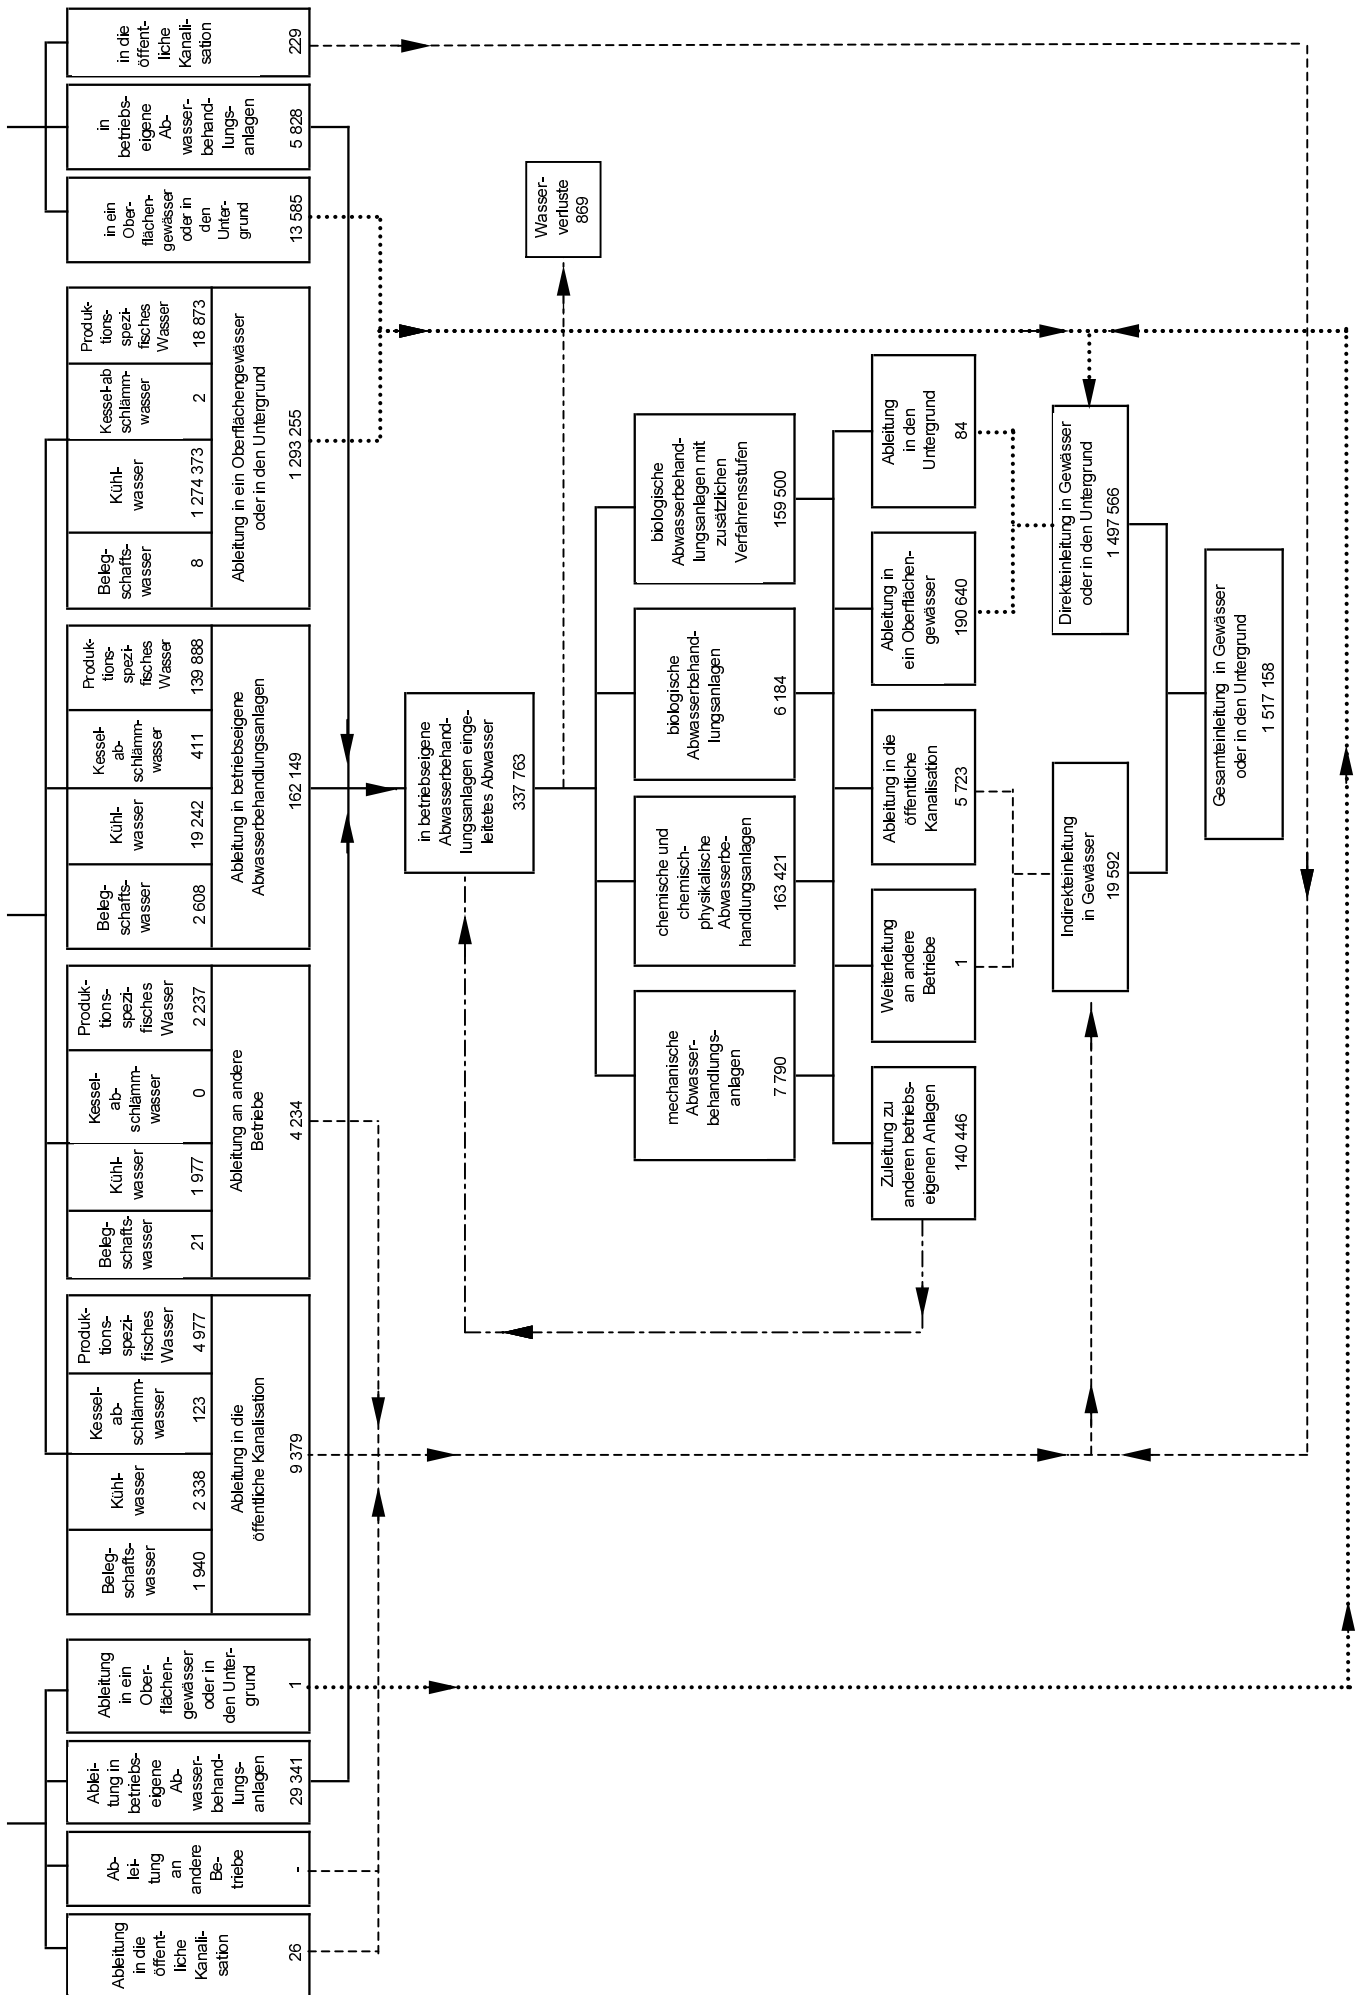 Ableitung
in die
öffent-
liche
Kanali-
sation
26
Ab-
lei-
tung
an
andere
Be-
triebe
-
Ablei-
tung in
betriebs-
eigene
Ab-
wasser-
behand-
lungs-
anlagen
29 341
Ableitung
in ein
Ober-
flächen-
gewässer
oder in
den Unter-
grund
1
Beleg-
schafts-
wasser
1 940
Kühl-
wasser
2 338
Kessel-
ab-
schlämm-
wasser
123
Produk-
tions-
spezi-
fisches
Wasser
4 977
Ableitung in die
öffentliche Kanalisation
9 379
Beleg-
schafts-
wasser
21
Kühl-
wasser
1 977
Kessel-
ab-
schlämm-
wasser
0
Produk-
tions-
spezi-
fisches
Wasser
2 237
Ableitung an andere
Betriebe
4 234
Beleg-
schafts-
wasser
2 608
Kühl-
wasser
19 242
Kessel-
ab-
schlämm-
wasser
411
Produk-
tions-
spezi-
fisches
Wasser
139 888
Ableitung in betriebseigene
Abwasserbehandlungsanlagen
162 149
Beleg-
schafts-
wasser
8
Kühl-
wasser
1 274 373
Kessel-ab
schlämm-
wasser
2
Produk-
tions-
spezi-
fisches
Wasser
18 873
Ableitung in ein Oberflächengewässer
oder in den Untergrund
1 293 255
in ein
Ober-
flächen-
gewässer
oder in
den
Unter-
grund
13 585
in
betriebs-
eigene
Ab-
wasser-
behand-
lungs-
anlagen
5 828
in die
öffent-
liche
Kanali-
sation
229
in betriebseigene
Abwasserbehand-
lungsanlagen einge-
leitetes Abwasser
337 763
Wasser-
verluste
869
mechanische
Abwasser-
behandlungs-
anlagen
7 790
chemische und
chemisch-
physikalische
Abwasserbe-
handlungsanlagen
163 421
biologische
Abwasserbehand-
lungsanlagen
6 184
biologische
Abwasserbehand-
lungsanlagen mit
zusätzlichen
Verfahrensstufen
159 500
Zuleitung zu
anderen betriebs-
eigenen Anlagen
140 446
Weiterleitung
an andere
Betriebe
1
Ableitung in die
öffentliche
Kanalisation
5 723
Ableitung in
ein Oberflächen-
gewässer
190 640
Ableitung
in den
Untergrund
84
Indirekteinleitung
in Gewässer
19 592
Direkteinleitung in Gewässer
oder in den Untergrund
1 497 566
Gesamteinleitung in Gewässer
oder in den Untergrund
1 517 158